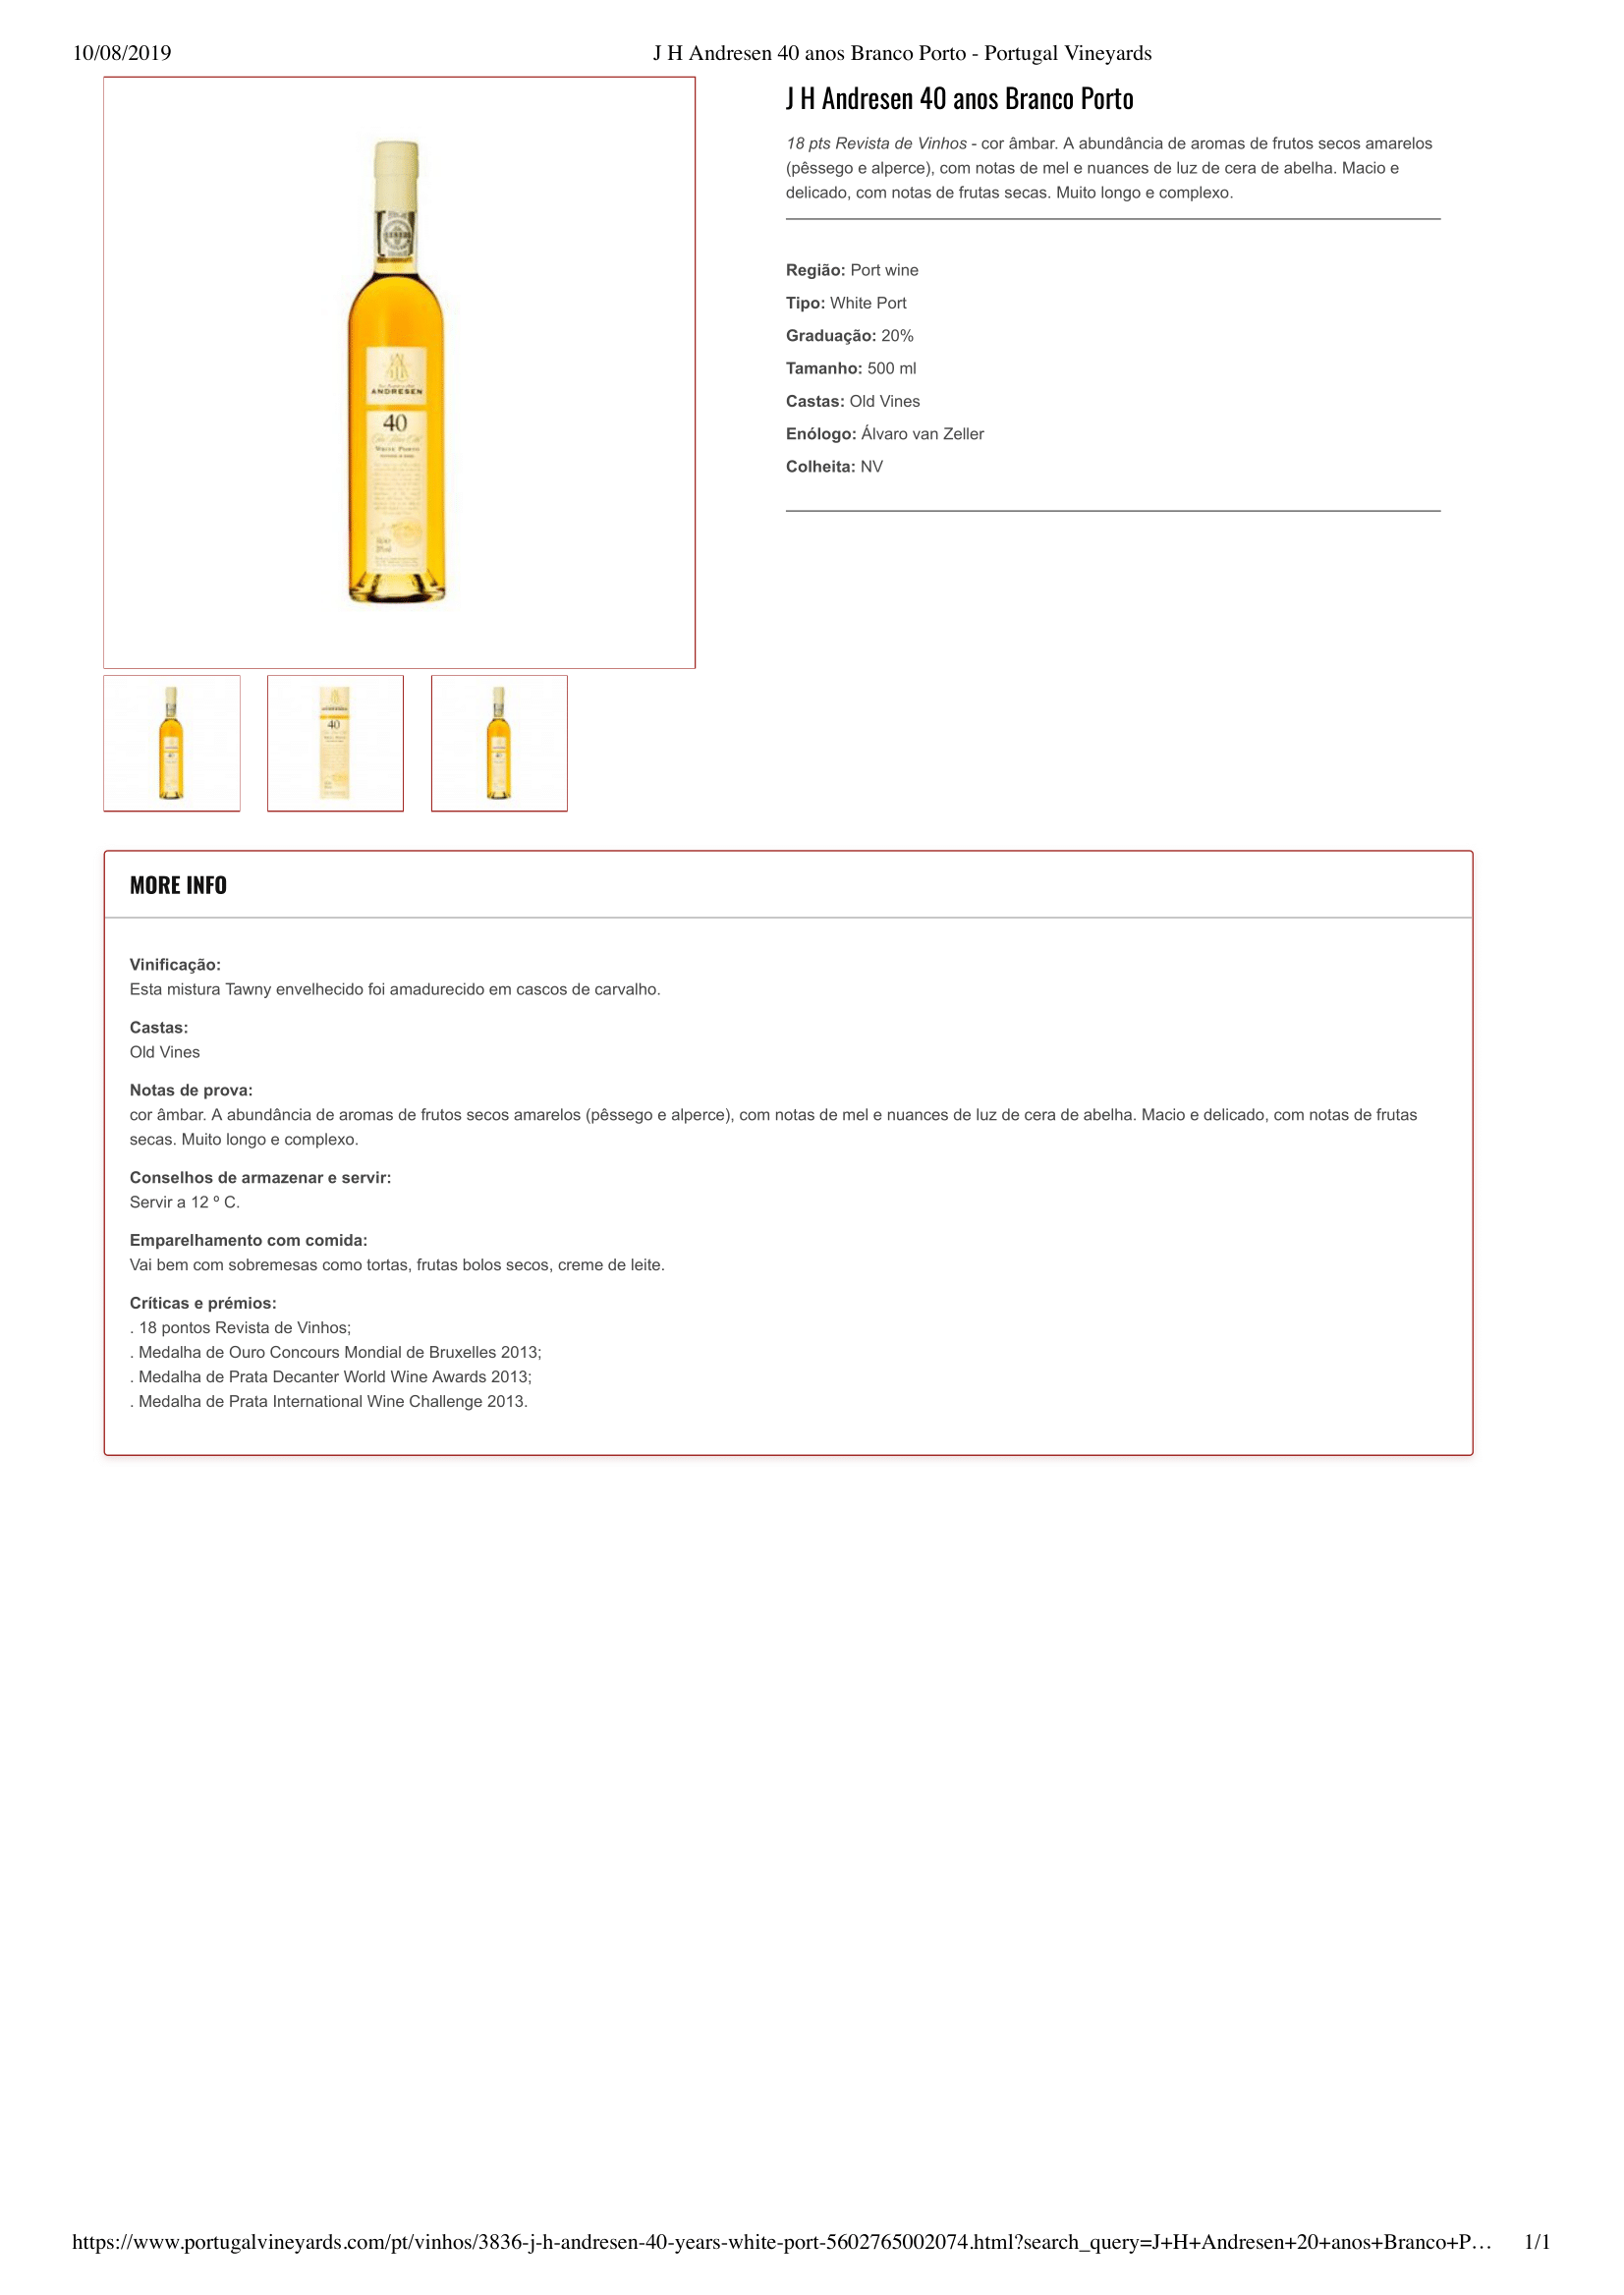 10/08/2019
J H Andresen 40 anos Branco Porto - Portugal Vineyards
J H Andresen 40 anos Branco Porto
18 pts Revista de Vinhos - cor âmbar. A abundância de aromas de frutos secos amarelos
(pêssego e alperce), com notas de mel e nuances de luz de cera de abelha. Macio e
delicado, com notas de frutas secas. Muito longo e complexo.
ANDRESEN
40
WHITE PORTO
Região: Port wine
Tipo: White Port
Graduação: 20%
Tamanho: 500 ml
Castas: Old Vines
Enólogo: Álvaro van Zeller
Colheita: NV
40
MORE INFO
Vinificação:
Esta mistura Tawny envelhecido foi amadurecido em cascos de carvalho.
Castas:
Old Vines
Notas de prova:
cor âmbar. A abundância de aromas de frutos secos amarelos (pêssego e alperce), com notas de mel e nuances de luz de cera de abelha. Macio e delicado, com notas de frutas
secas. Muito longo e complexo.
Conselhos de armazenar e servir:
Servir a 12 º C.
Emparelhamento com comida:
Vai bem com sobremesas como tortas, frutas bolos secos, creme de leite.
Críticas e prémios:
. 18 pontos Revista de Vinhos;
. Medalha de Ouro Concours Mondial de Bruxelles 2013;
. Medalha de Prata Decanter World Wine Awards 2013;
. Medalha de Prata International Wine Challenge 2013.
https://www.portugalvineyards.com/pt/vinhos/3836-j-h-andresen-40-years-white-port-5602765002074.html?search_query=J+H+Andresen+20+anos+Branco+P…
1/1